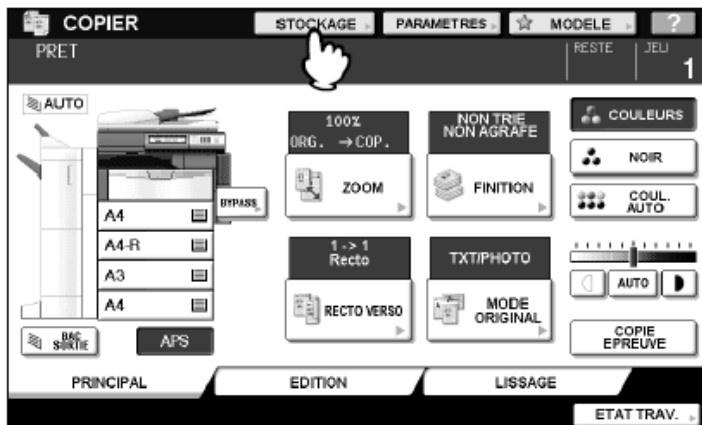 COPIER
STOCKAGE
PARAMETRES
MODELE
?
PRET
RESTE
JEU
1
AUTO
100%
ORG. → COP.
ZOOM
NON TRIE
NON AGRAFE
FINITION
COULEURS
NOIR
COUL.
AUTO
BYPASS
A4
A4-R
A3
A4
1 -> 1
Recto
RECTO VERSO
TXT/PHOTO
MODE
ORIGINAL
AUTO
BAC
SORTIE
APS
COPIE
EPREUVE
PRINCIPAL
EDITION
LISSAGE
ETAT TRAV.